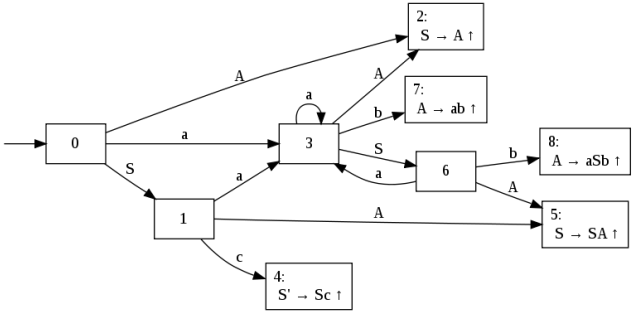 2:
S → A ↑
A
A
a
7:
A → ab ↑
b
0
a
3
S
8:
A → aSb ↑
b
S
6
a
a
A
1
A
5:
S → SA ↑
c
4:
S' → Sc ↑